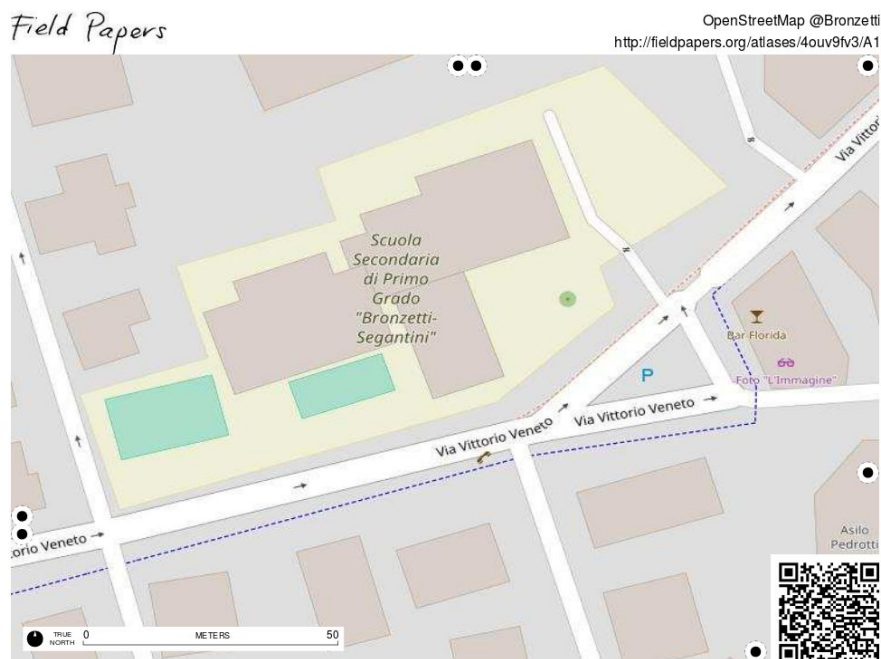 Field Papers
OpenStreetMap @Bronzetti
http://fieldpapers.org/atlases/4ouv9fv3/A1
Via Vittor
Scuola
Secondaria
di Primo
Grado
"Bronzetti-
Segantini"
Bar Florida
P
Foto "L'Immagine"
Via Vittorio Veneto
Via Vittorio Veneto
Asilo
Pedrotti
torio Veneto
TRUE
NORTH
0
METERS
50